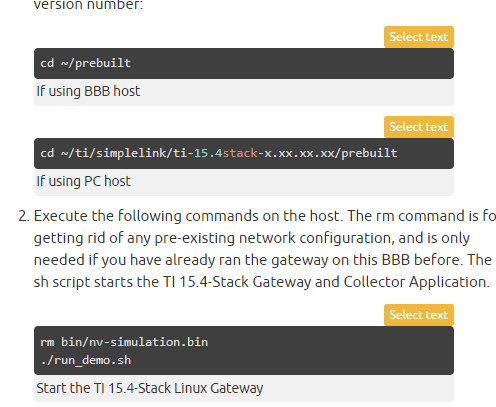 version number:
Select text
cd ~/prebuilt
If using BBB host
Select text
cd ~/ti/simplelink/ti-15.4stack-x.xx.xx.xx/prebuilt
If using PC host
2. Execute the following commands on the host. The rm command is fo
getting rid of any pre-existing network configuration, and is only
needed if you have already ran the gateway on this BBB before. The
sh script starts the TI 15.4-Stack Gateway and Collector Application.
Select text
rm bin/nv-simulation.bin
./run_demo.sh
Start the TI 15.4-Stack Linux Gateway